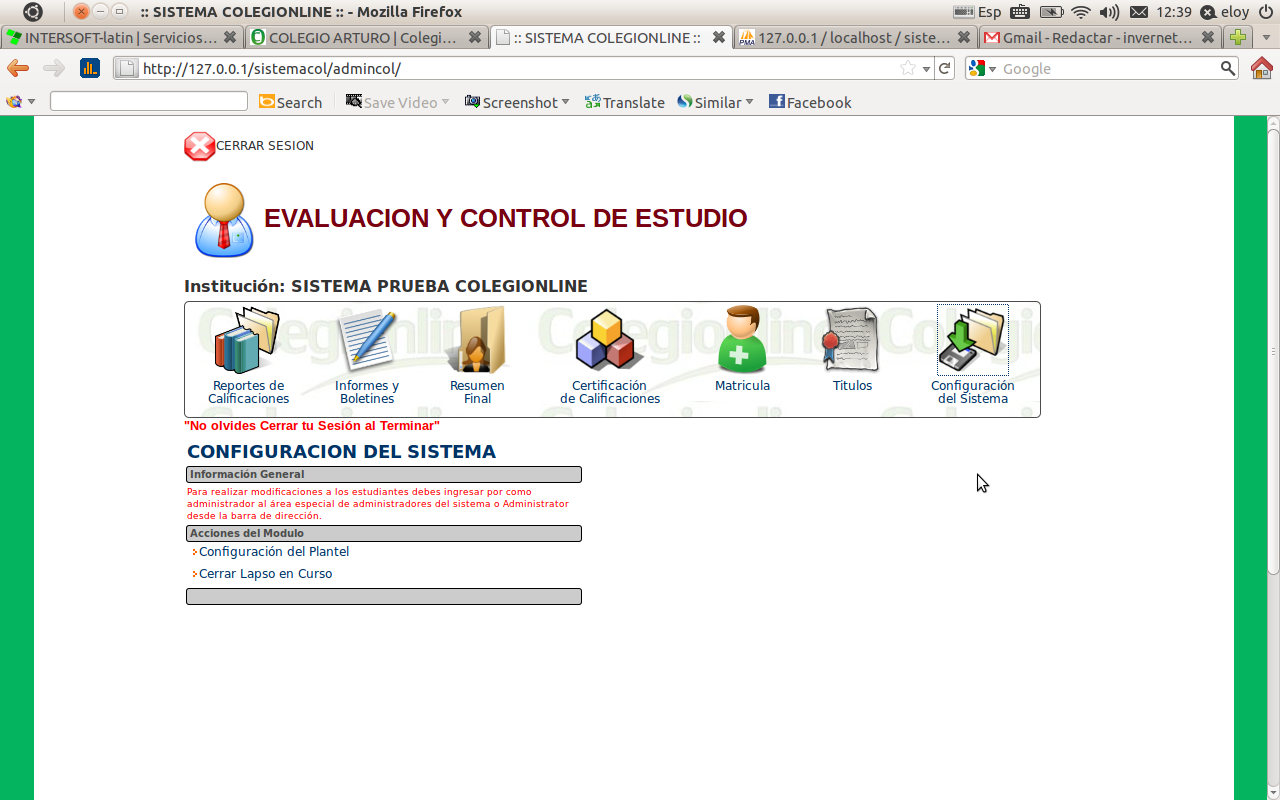 :: SISTEMA COLEGIONLINE :: - Mozilla Firefox
Esp
12:39
eloy
INTERSOFT-latin | Servicios...
COLEGIO ARTURO | Colegi...
:: SISTEMA COLEGIONLINE ::
127.0.0.1 / localhost / siste...
Gmail - Redactar - invernet...
http://127.0.0.1/sistemacol/admincol/
Google
Search
Save Video
Screenshot
Translate
Similar
Facebook
CERRAR SESION
EVALUACION Y CONTROL DE ESTUDIO
Institución: SISTEMA PRUEBA COLEGIONLINE
Reportes de
Calificaciones
Informes y
Boletines
Resumen
Final
Certificación
de Calificaciones
Matricula
Titulos
Configuración
del Sistema
"No olvides Cerrar tu Sesión al Terminar"
CONFIGURACION DEL SISTEMA
Información General
Para realizar modificaciones a los estudiantes debes ingresar por como
administrador al área especial de administradores del sistema o Administrator
desde la barra de dirección.
Acciones del Modulo
Configuración del Plantel
Cerrar Lapso en Curso